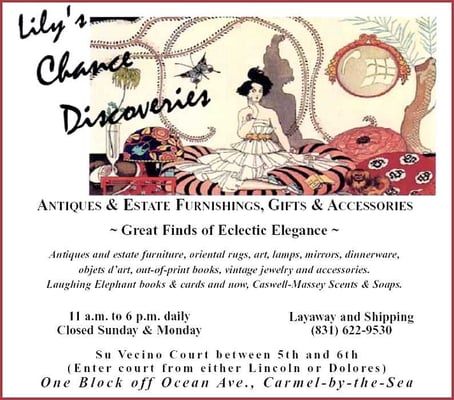 Lily's
Chance
Discoveries
ANTIQUES & ESTATE FURNISHINGS, GIFTS & ACCESSORIES
~ Great Finds of Eclectic Elegance ~
Antiques and estate furniture, oriental rugs, art, lamps, mirrors, dinnerware,
objets d'art, out-of-print books, vintage jewelry and accessories.
Laughing Elephant books & cards and now, Caswell-Massey Scents & Soaps.
11 a.m. to 6 p.m. daily
Closed Sunday & Monday
Layaway and Shipping
(831) 622-9530
Su Vecino Court between 5th and 6th
(Enter court from either Lincoln or Dolores)
One Block off Ocean Ave., Carmel-by-the-Sea